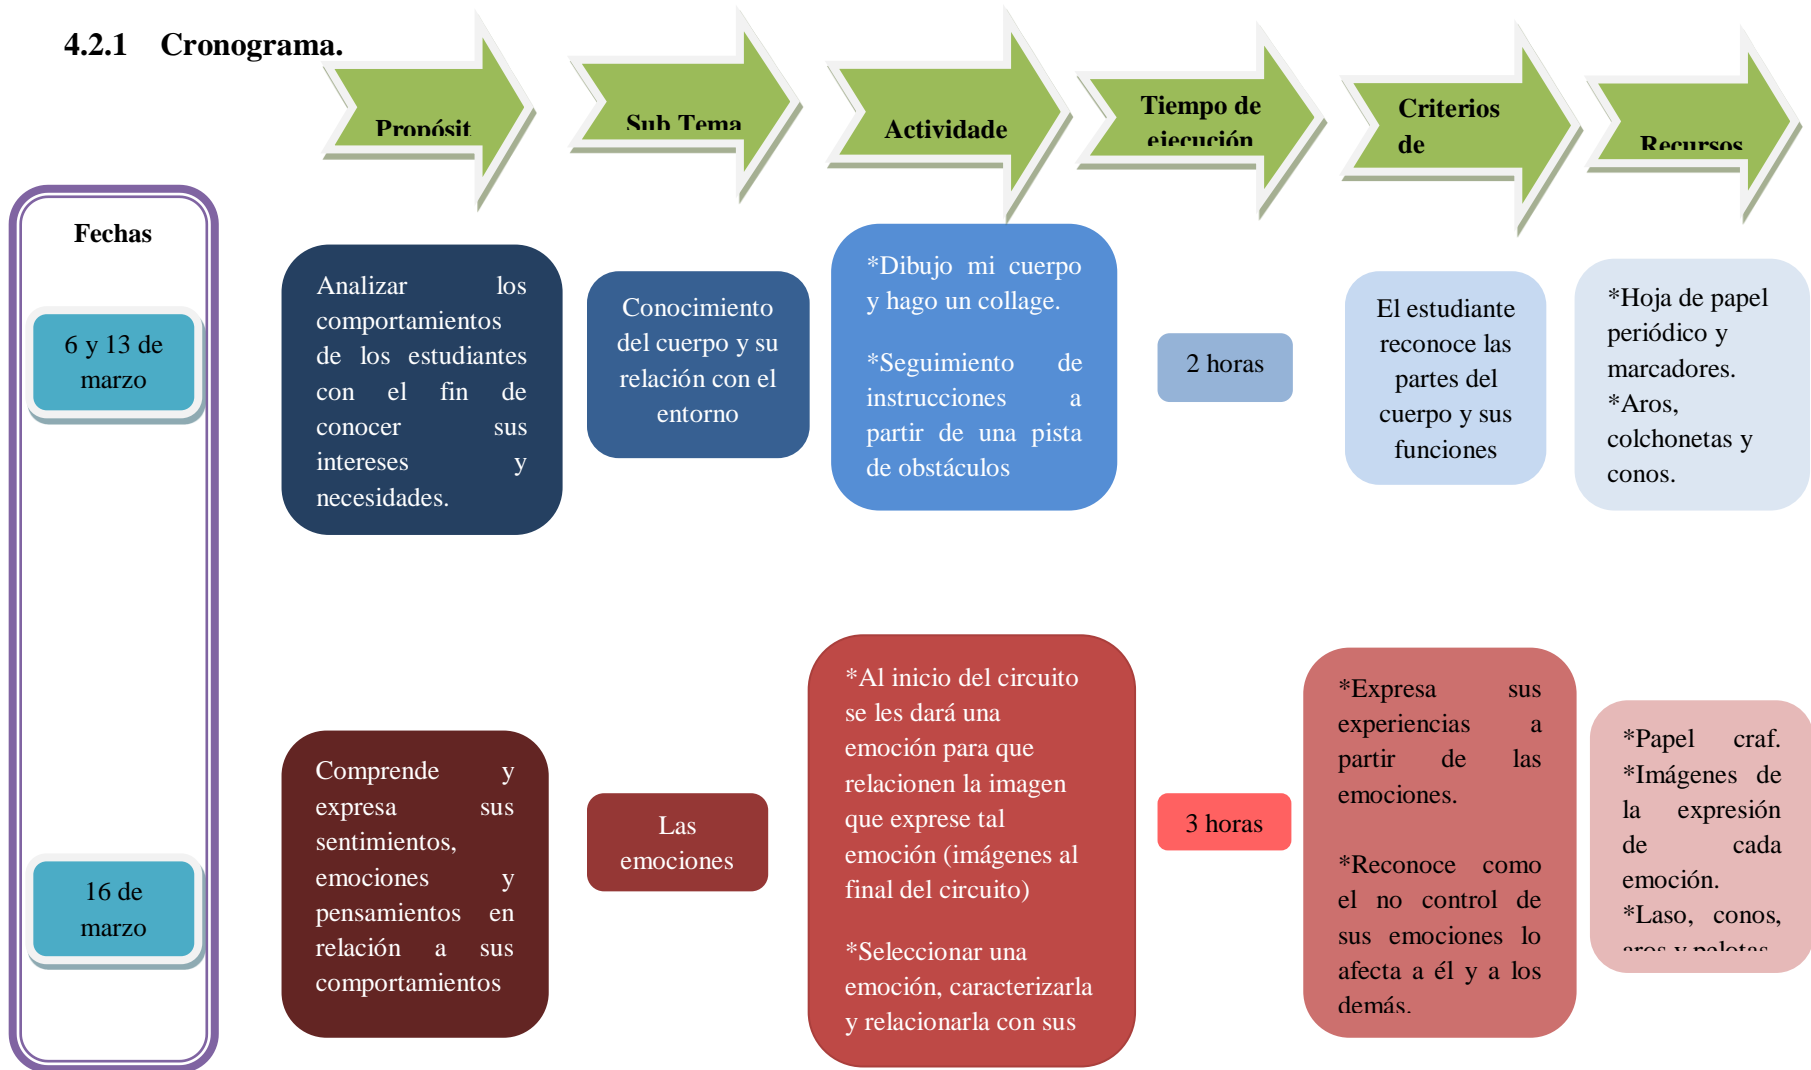 4.2.1 Cronograma.
Propósit
Sub Tema
Actividade
Tiempo de
ejecución
Criterios
de
Recursos
Fechas
6 y 13 de
marzo
Analizar los
comportamientos
de los estudiantes
con el fin de
conocer sus
intereses y
necesidades.
Conocimiento
del cuerpo y su
relación con el
entorno
*Dibujo mi cuerpo
y hago un collage.
*Seguimiento de
instrucciones a
partir de una pista
de obstáculos
2 horas
El estudiante
reconoce las
partes del
cuerpo y sus
funciones
*Hoja de papel
periódico y
marcadores.
*Aros,
colchonetas y
conos.
16 de
marzo
Comprende y
expresa sus
sentimientos,
emociones y
pensamientos en
relación a sus
comportamientos
Las
emociones
*Al inicio del circuito
se les dará una
emoción para que
relacionen la imagen
que exprese tal
emoción (imágenes al
final del circuito)
*Seleccionar una
emoción, caracterizarla
y relacionarla con sus
3 horas
*Expresa sus
experiencias a
partir de las
emociones.
*Reconoce como
el no control de
sus emociones lo
afecta a él y a los
demás.
*Papel craf.
*Imágenes de
la expresión
de cada
emoción.
*Laso, conos,
aros y pelotas